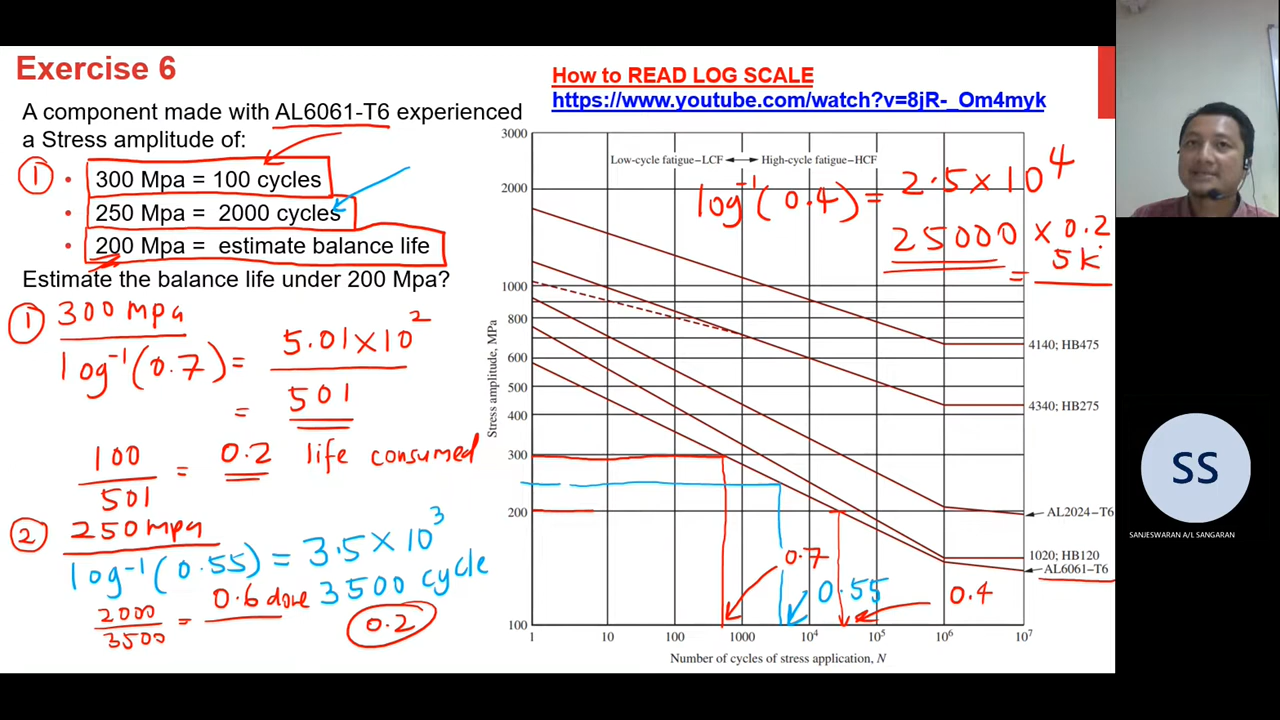 Exercise 6
A component made with AL6061-T6 experienced
a Stress amplitude of:
① • 300 Mpa = 100 cycles
• 250 Mpa = 2000 cycles
• 200 Mpa = estimate balance life
Estimate the balance life under 200 Mpa?
① 300 mpa
log⁻¹(0.7) = 5.01 x 10²
= 501
100
501
= 0.2 life consumed
② 250 mpa
log⁻¹(0.55) = 3.5 x 10³
3500 cycle
2000
3500
= 0.6 done
0.2
How to READ LOG SCALE
https://www.youtube.com/watch?v=8jR-_Om4myk
3000
Low-cycle fatigue–LCF
High-cycle fatigue–HCF
2000
log⁻¹(0.4) = 2.5 x 10⁴
25000 x 0.2
= 5k
1000
800
600
500
400
300
200
100
Stress amplitude, MPa
4140; HB475
4340; HB275
AL2024–T6
1020; HB120
AL6061–T6
0.7
0.55
0.4
1
10
100
1000
10⁴
10⁵
10⁶
10⁷
Number of cycles of stress application, N
SS
SANJESWARAN A/L SANGARAN